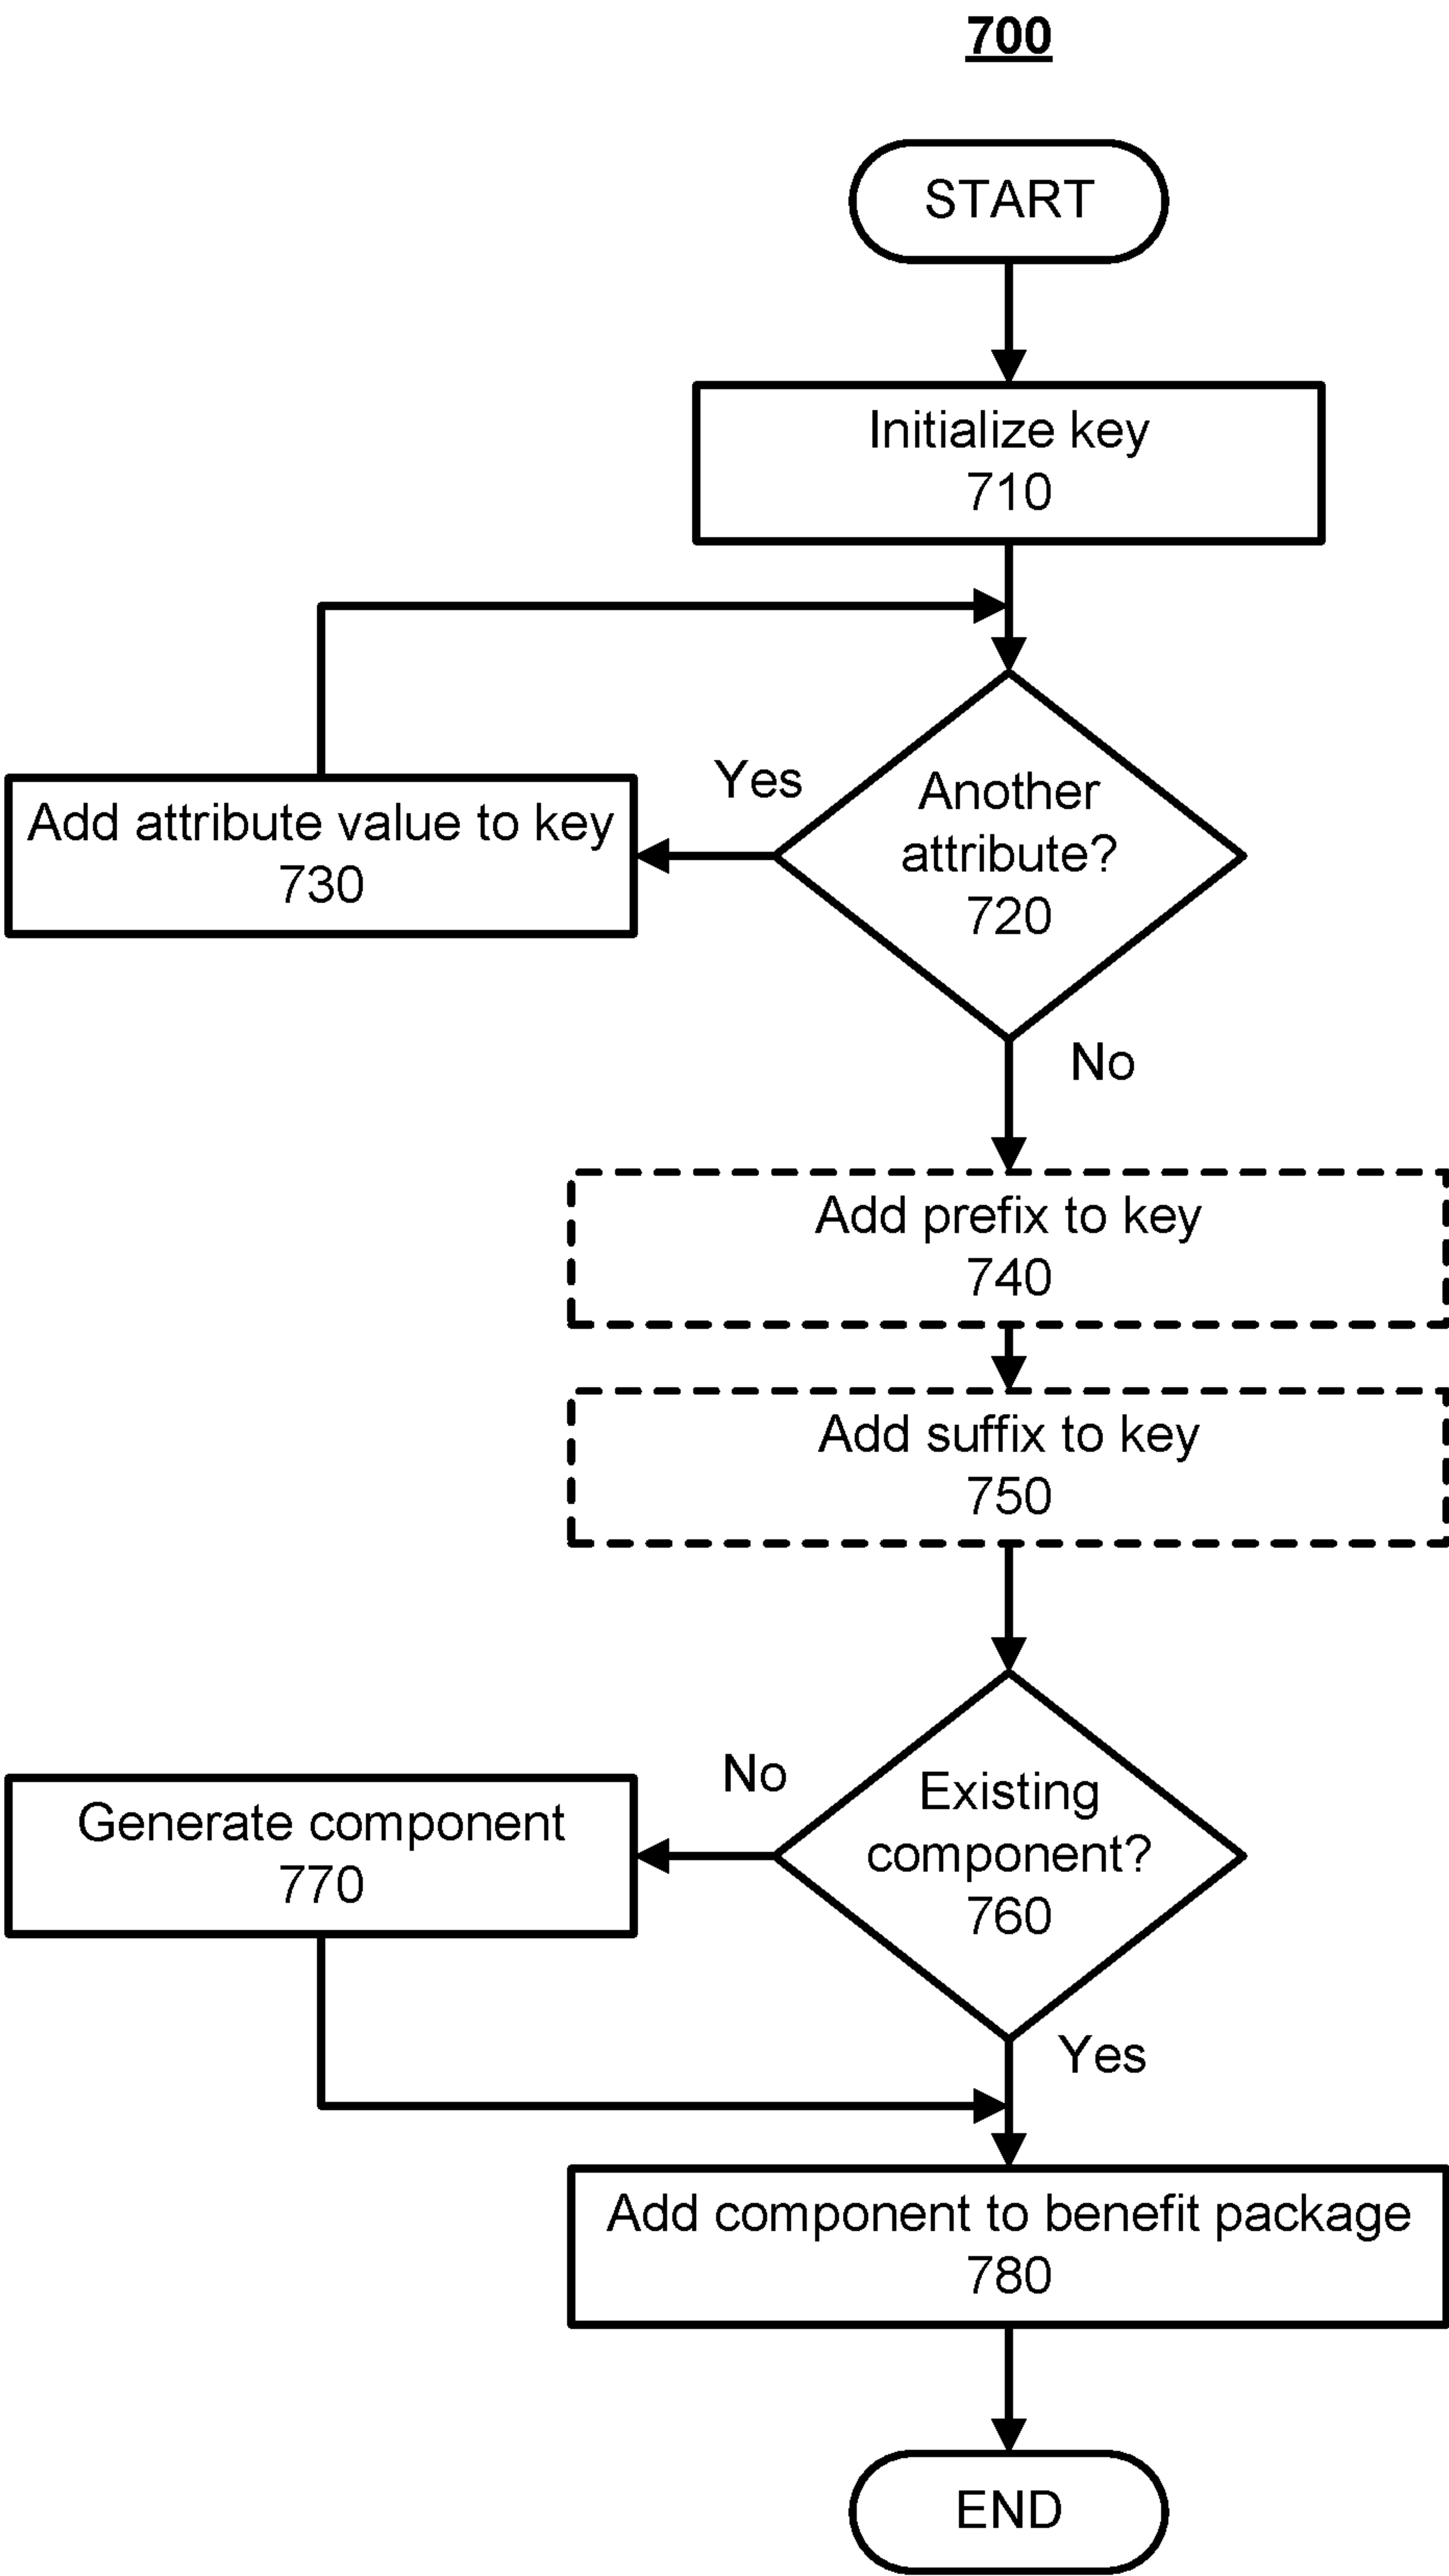 700
START
Initialize key
710
Yes
Another
attribute?
720
Add attribute value to key
730
No
Add prefix to key
740
Add suffix to key
750
No
Existing
component?
760
Generate component
770
Yes
Add component to benefit package
780
END